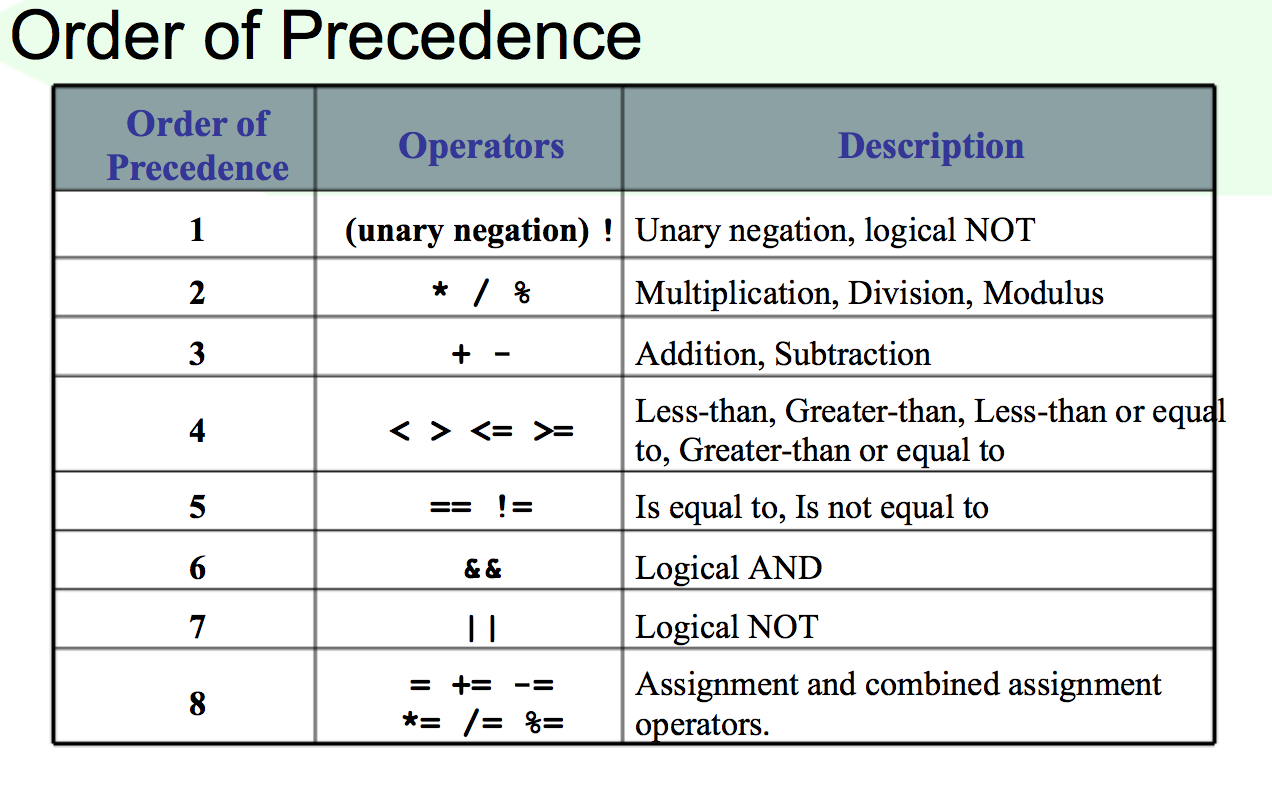 Order of Precedence
Order of
Precedence
Operators
Description
1
(unary negation) !
Unary negation, logical NOT
2
* / %
Multiplication, Division, Modulus
3
+ -
Addition, Subtraction
4
< > <= >=
Less-than, Greater-than, Less-than or equal
to, Greater-than or equal to
5
== !=
Is equal to, Is not equal to
6
&&
Logical AND
7
||
Logical NOT
8
= += -=
*= /= %=
Assignment and combined assignment
operators.